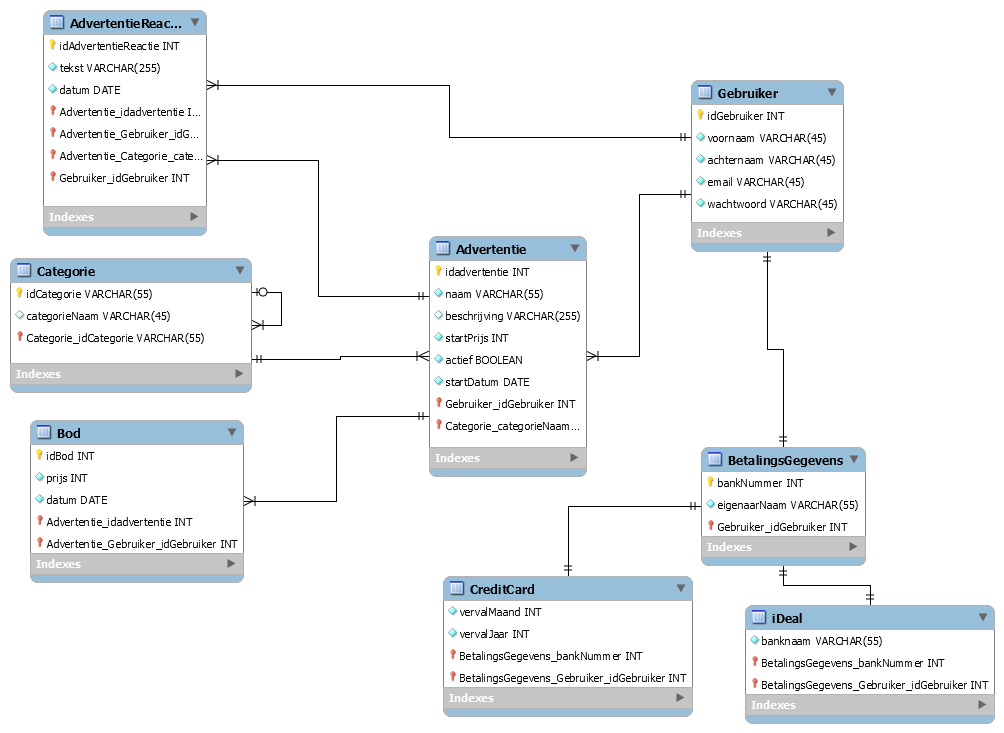 AdvertentieReac...
idAdvertentieReactie INT
tekst VARCHAR(255)
datum DATE
Advertentie_idadvertentie I...
Advertentie_Gebruiker_idG...
Advertentie_Categorie_cate...
Gebruiker_idGebruiker INT
Indexes
Gebruiker
idGebruiker INT
voornaam VARCHAR(45)
achternaam VARCHAR(45)
email VARCHAR(45)
wachtwoord VARCHAR(45)
Indexes
Categorie
idCategorie VARCHAR(55)
categorieNaam VARCHAR(45)
Categorie_idCategorie VARCHAR(55)
Indexes
Advertentie
idadvertentie INT
naam VARCHAR(55)
beschrijving VARCHAR(255)
startPrijs INT
actief BOOLEAN
startDatum DATE
Gebruiker_idGebruiker INT
Categorie_categorieNaam...
Indexes
Bod
idBod INT
prijs INT
datum DATE
Advertentie_idadvertentie INT
Advertentie_Gebruiker_idGebruiker INT
Indexes
BetalingsGegevens
bankNummer INT
eigenaarNaam VARCHAR(55)
Gebruiker_idGebruiker INT
Indexes
CreditCard
vervalMaand INT
vervalJaar INT
BetalingsGegevens_bankNummer INT
BetalingsGegevens_Gebruiker_idGebruiker INT
Indexes
iDeal
banknaam VARCHAR(55)
BetalingsGegevens_bankNummer INT
BetalingsGegevens_Gebruiker_idGebruiker INT
Indexes